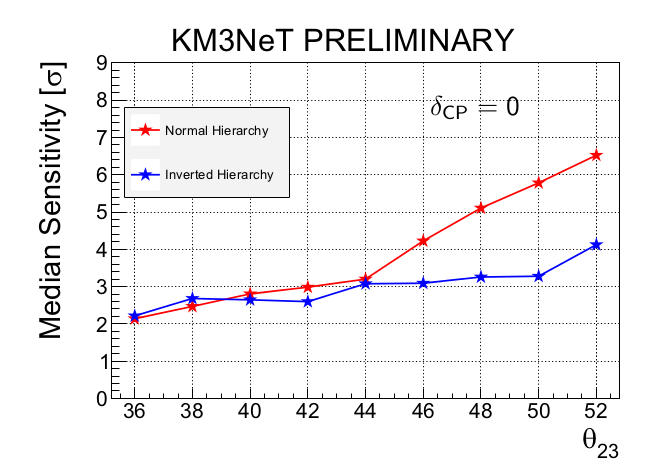 KM3NeT PRELIMINARY
Median Sensitivity [σ]
9
8
7
6
5
4
3
2
1
0
δCP = 0
Normal Hierarchy
Inverted Hierarchy
36 38 40 42 44 46 48 50 52
θ23